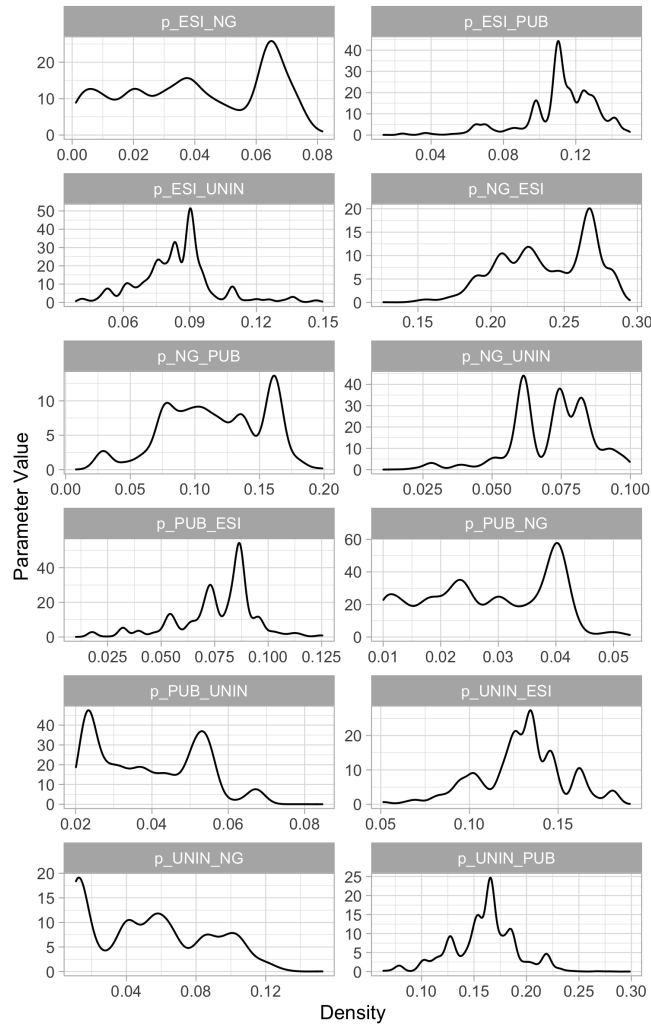 p_ESI_NG p_ESI_PUB
20
10
0
0.00 0.02 0.04 0.06 0.08
40
30
20
10
0
0.04 0.08 0.12
p_ESI_UNIN p_NG_ESI
50
40
30
20
10
0
0.06 0.09 0.12 0.15
20
15
10
5
0
0.15 0.20 0.25 0.30
p_NG_PUB p_NG_UNIN
10
5
0
0.00 0.05 0.10 0.15 0.20
40
30
20
10
0
0.025 0.050 0.075 0.100
Parameter Value
p_PUB_ESI p_PUB_NG
40
20
0
0.025 0.050 0.075 0.100 0.125
60
40
20
0
0.01 0.02 0.03 0.04 0.05
p_PUB_UNIN p_UNIN_ESI
40
30
20
10
0
0.02 0.04 0.06 0.08
20
10
0
0.05 0.10 0.15
p_UNIN_NG p_UNIN_PUB
20
15
10
5
0
0.04 0.08 0.12
25
20
15
10
5
0
0.10 0.15 0.20 0.25 0.30
Density